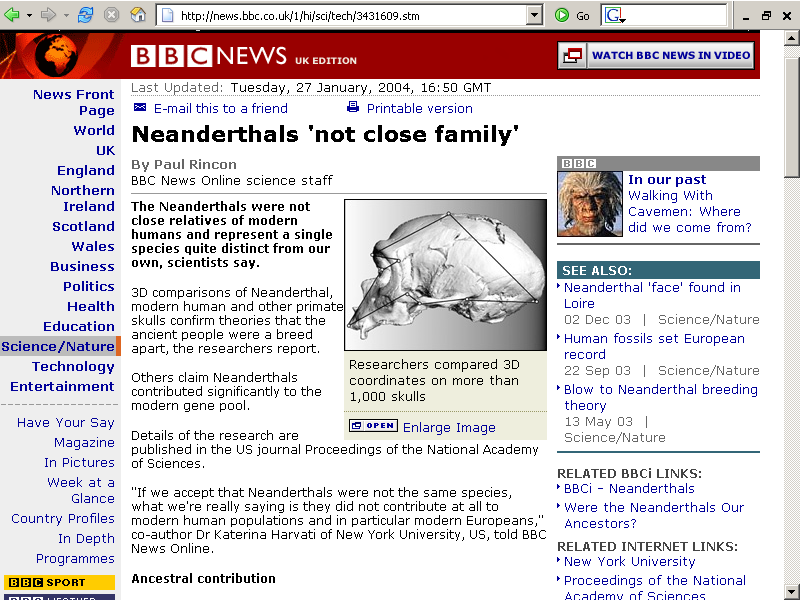 http://news.bbc.co.uk/1/hi/sci/tech/3431609.stm
Go
G
BBC NEWS UK EDITION
WATCH BBC NEWS IN VIDEO
News Front
Page
World
UK
England
Northern
Ireland
Scotland
Wales
Business
Politics
Health
Education
Science/Nature
Technology
Entertainment
Have Your Say
Magazine
In Pictures
Week at a
Glance
Country Profiles
In Depth
Programmes
BBC SPORT
Last Updated: Tuesday, 27 January, 2004, 16:50 GMT
E-mail this to a friend
Printable version
Neanderthals 'not close family'
By Paul Rincon
BBC News Online science staff
The Neanderthals were not
close relatives of modern
humans and represent a single
species quite distinct from our
own, scientists say.
3D comparisons of Neanderthal,
modern human and other primate
skulls confirm theories that the
ancient people were a breed
apart, the researchers report.
Others claim Neanderthals
contributed significantly to the
modern gene pool.
Details of the research are
published in the US journal Proceedings of the National Academy
of Sciences.
"If we accept that Neanderthals were not the same species,
what we're really saying is they did not contribute at all to
modern human populations and in particular modern Europeans,"
co-author Dr Katerina Harvati of New York University, US, told BBC
News Online.
Ancestral contribution
Researchers compared 3D
coordinates on more than
1,000 skulls
OPEN Enlarge Image
BBC
In our past
Walking With
Cavemen: Where
did we come from?
SEE ALSO:
Neanderthal 'face' found in
Loire
02 Dec 03 | Science/Nature
Human fossils set European
record
22 Sep 03 | Science/Nature
Blow to Neanderthal breeding
theory
13 May 03 |
Science/Nature
RELATED BBCi LINKS:
BBCi - Neanderthals
Were the Neanderthals Our
Ancestors?
RELATED INTERNET LINKS:
New York University
Proceedings of the National
Academy of Sciences